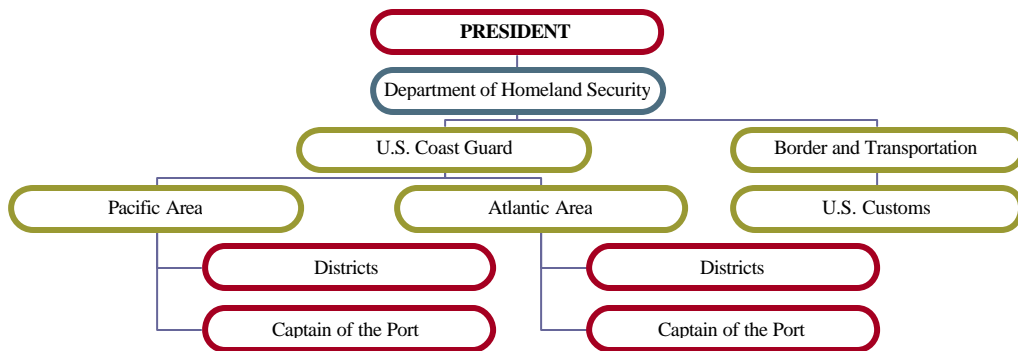 PRESIDENT
Department of Homeland Security
U.S. Coast Guard
Border and Transportation
Pacific Area
Atlantic Area
U.S. Customs
Districts
Districts
Captain of the Port
Captain of the Port